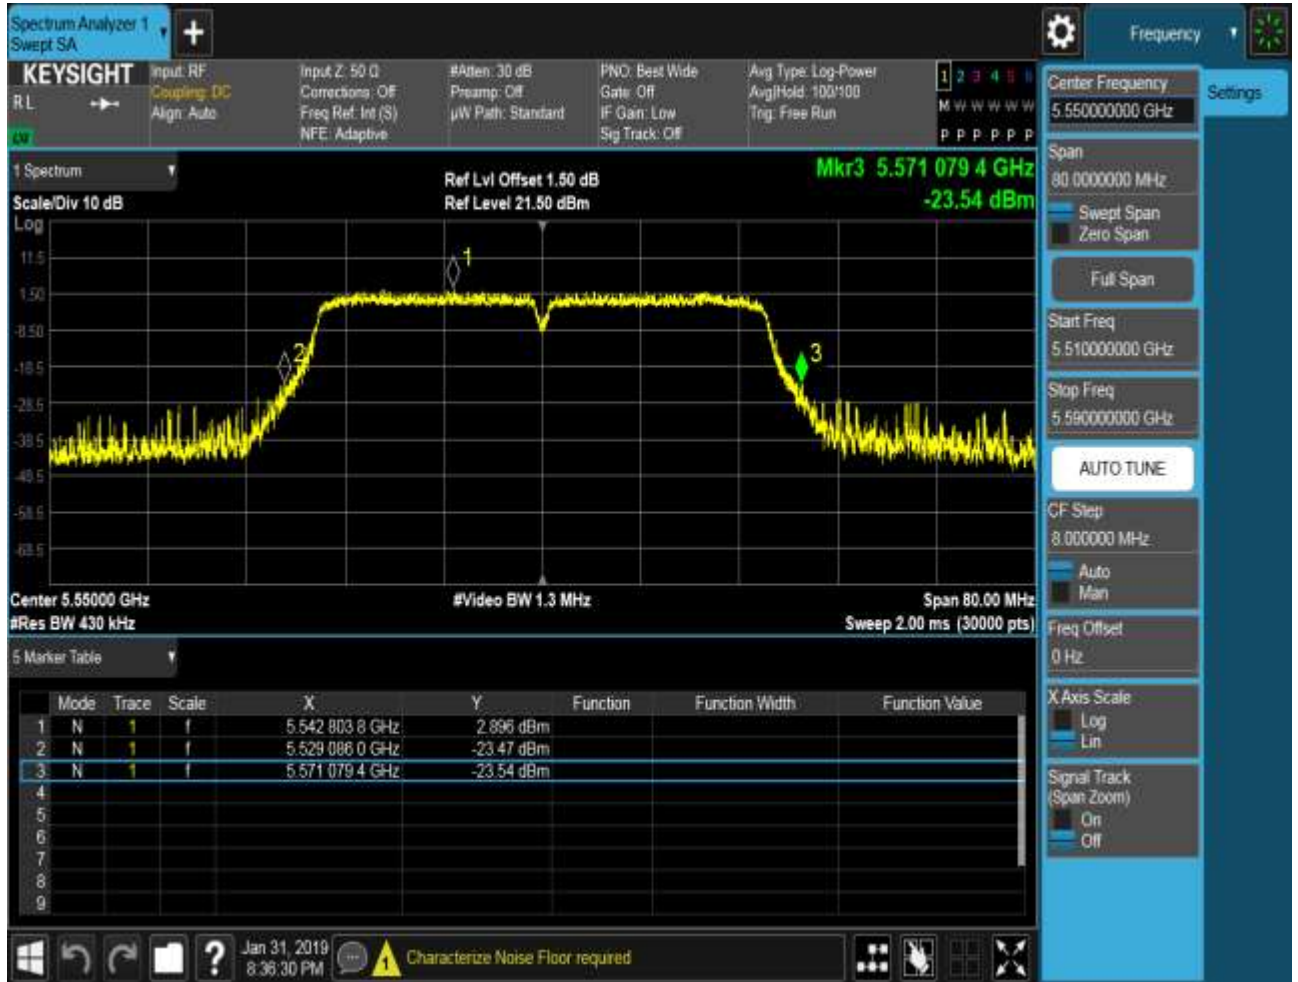 Spectrum Analyzer 1
Swept SA
Frequency
KEYSIGHT
R L
Input: RF
Coupling: DC
Align: Auto
Input Z: 50 Ω
Corrections: Off
Freq Ref: Int (S)
NFE: Adaptive
#Atten: 30 dB
Preamp: Off
µW Path: Standard
PNO: Best Wide
Gate: Off
IF Gain: Low
Sig Track: Off
Avg Type: Log-Power
Avg|Hold: 100/100
Trig: Free Run
1 2 3 4 5 6
M W W W W W
P P P P P P
1 Spectrum
Scale/Div 10 dB
Ref Lvl Offset 1.50 dB
Ref Level 21.50 dBm
Mkr3 5.571 079 4 GHz
-23.54 dBm
Log
11.5
1.50
-8.50
-18.5
-28.5
-38.5
-48.5
-58.5
-68.5
1
2
3
Center 5.55000 GHz
#Res BW 430 kHz
#Video BW 1.3 MHz
Span 80.00 MHz
Sweep 2.00 ms (30000 pts)
5 Marker Table
Mode Trace Scale X Y Function Function Width Function Value
1 N 1 f 5.542 803 8 GHz 2.896 dBm
2 N 1 f 5.529 086 0 GHz -23.47 dBm
3 N 1 f 5.571 079 4 GHz -23.54 dBm
4
5
6
7
8
9
Center Frequency
5.550000000 GHz
Settings
Span
80.0000000 MHz
Swept Span
Zero Span
Full Span
Start Freq
5.510000000 GHz
Stop Freq
5.590000000 GHz
AUTO TUNE
CF Step
8.000000 MHz
Auto
Man
Freq Offset
0 Hz
X Axis Scale
Log
Lin
Signal Track
(Span Zoom)
On
Off
?
Jan 31, 2019
8:36:30 PM
1
Characterize Noise Floor required